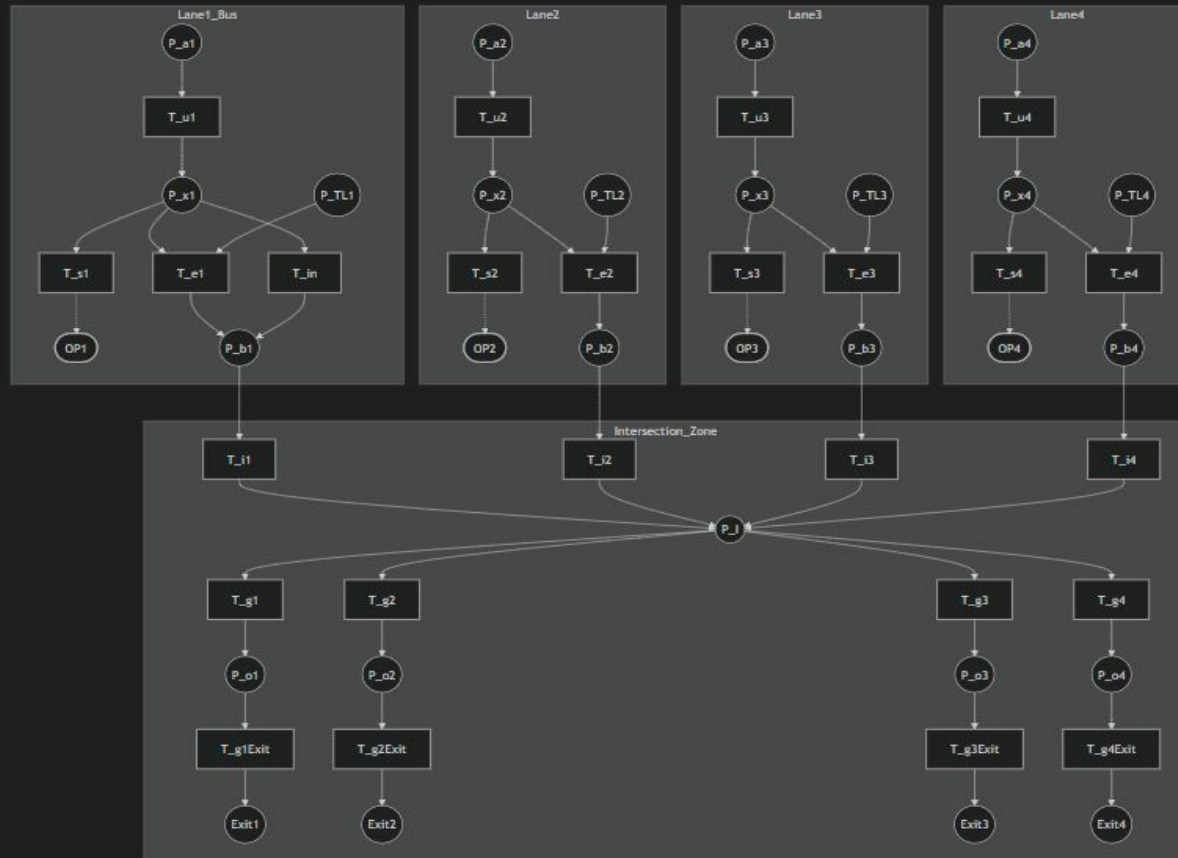 Lane1_Bus Lane2 Lane3 Lane4
P_a1 P_a2 P_a3 P_a4
T_u1 T_u2 T_u3 T_u4
P_x1 P_TL1 P_x2 P_TL2 P_x3 P_TL3 P_x4 P_TL4
T_s1 T_e1 T_in T_s2 T_e2 T_s3 T_e3 T_s4 T_e4
OP1 P_b1 OP2 P_b2 OP3 P_b3 OP4 P_b4
Intersection_Zone
T_i1 T_i2 T_i3 T_i4
P_I
T_g1 T_g2 T_g3 T_g4
P_o1 P_o2 P_o3 P_o4
T_g1Exit T_g2Exit T_g3Exit T_g4Exit
Exit1 Exit2 Exit3 Exit4